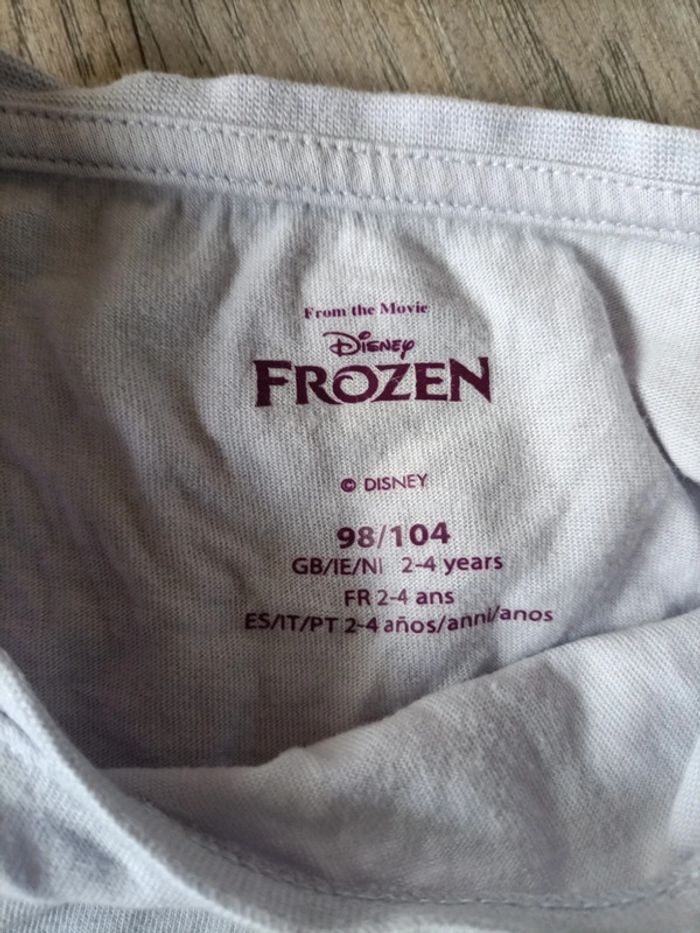 From the Movie
Disney
FROZEN
© DISNEY
98/104
GB/IE/NI 2-4 years
FR 2-4 ans
ES/IT/PT 2-4 años/anni/anos